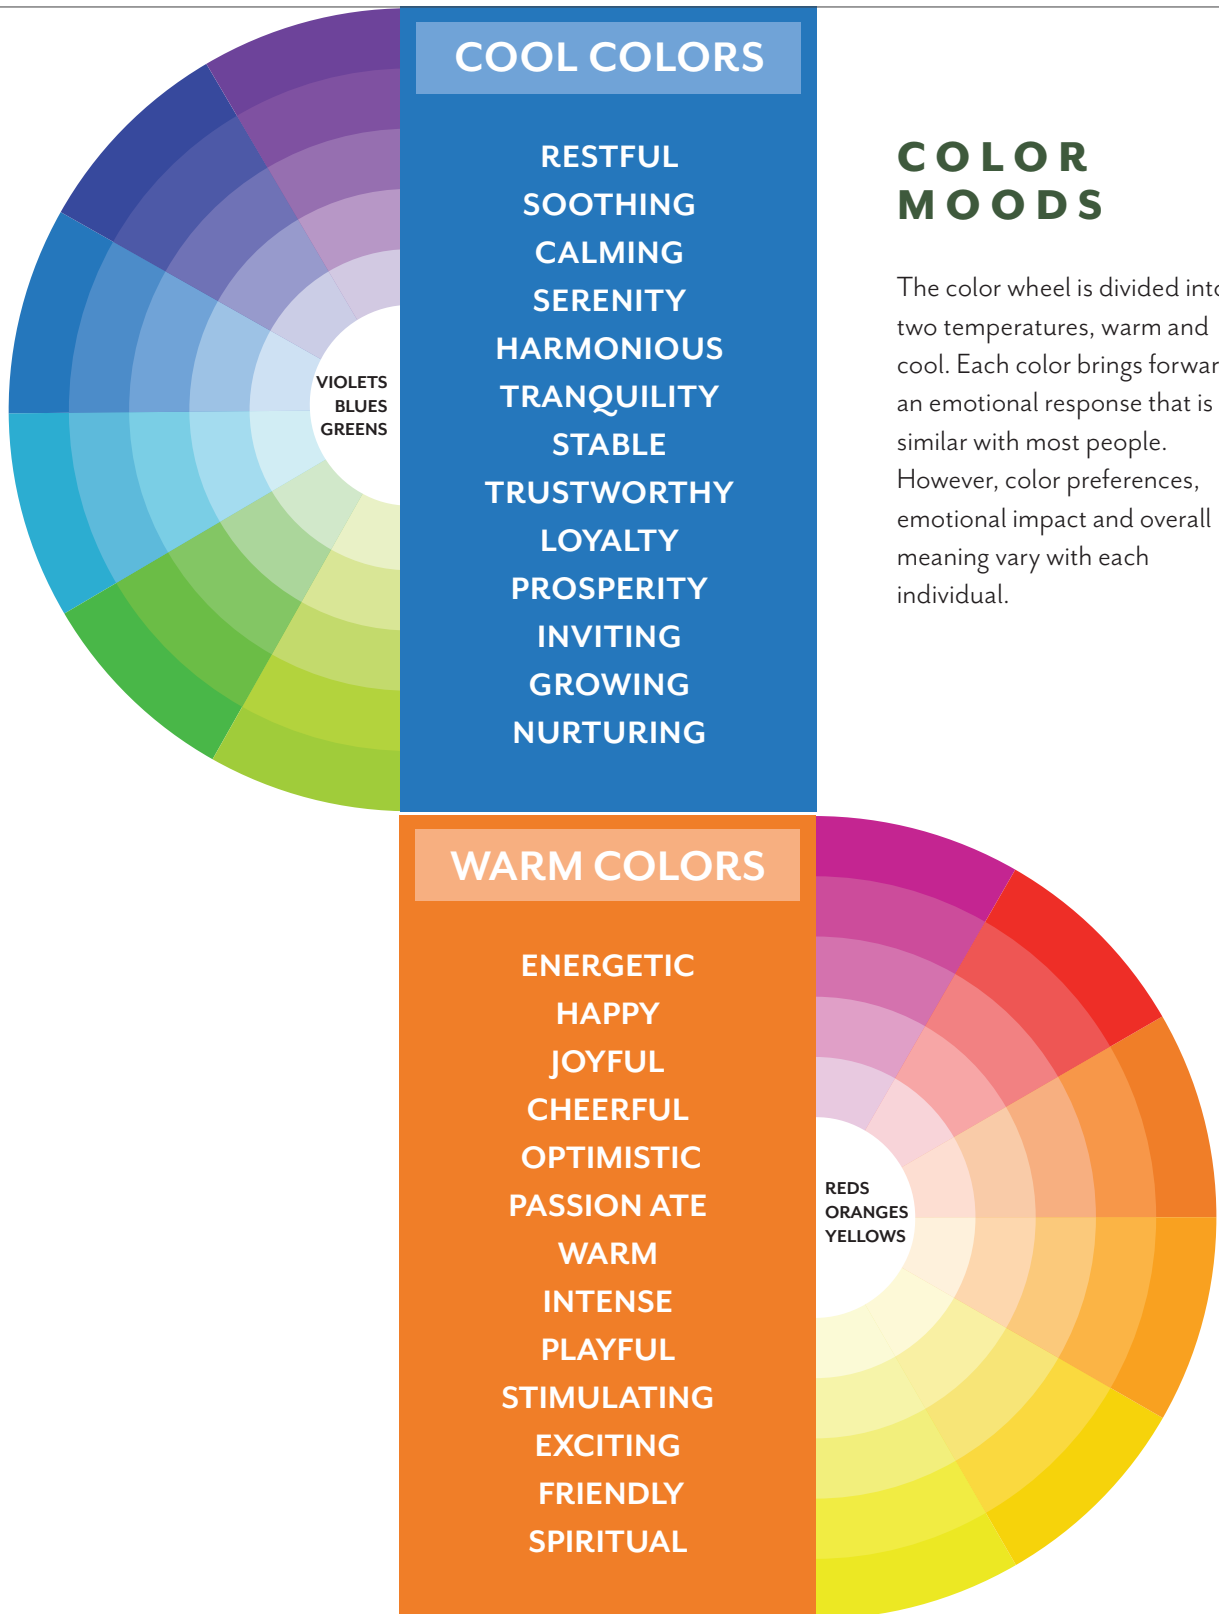 COOL COLORS
RESTFUL
SOOTHING
CALMING
SERENITY
HARMONIOUS
TRANQUILITY
STABLE
TRUSTWORTHY
LOYALTY
PROSPERITY
INVITING
GROWING
NURTURING
VIOLETS
BLUES
GREENS
COLOR
MOODS
The color wheel is divided into
two temperatures, warm and
cool. Each color brings forwar
an emotional response that is
similar with most people.
However, color preferences,
emotional impact and overall
meaning vary with each
individual.
WARM COLORS
ENERGETIC
HAPPY
JOYFUL
CHEERFUL
OPTIMISTIC
PASSION ATE
WARM
INTENSE
PLAYFUL
STIMULATING
EXCITING
FRIENDLY
SPIRITUAL
REDS
ORANGES
YELLOWS